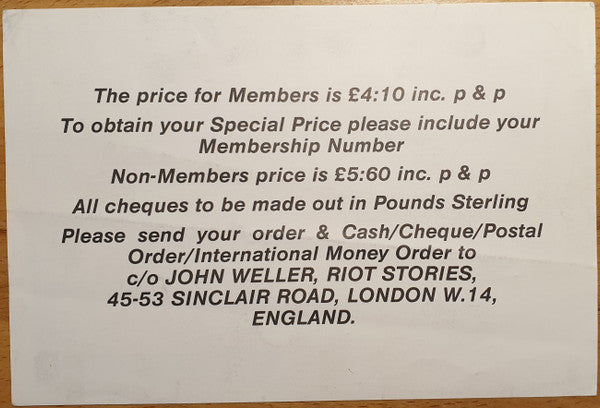 The price for Members is £4:10 inc. p & p
To obtain your Special Price please include your
Membership Number
Non-Members price is £5:60 inc. p & p
All cheques to be made out in Pounds Sterling
Please send your order & Cash/Cheque/Postal
Order/International Money Order to
c/o JOHN WELLER, RIOT STORIES,
45-53 SINCLAIR ROAD, LONDON W.14,
ENGLAND.